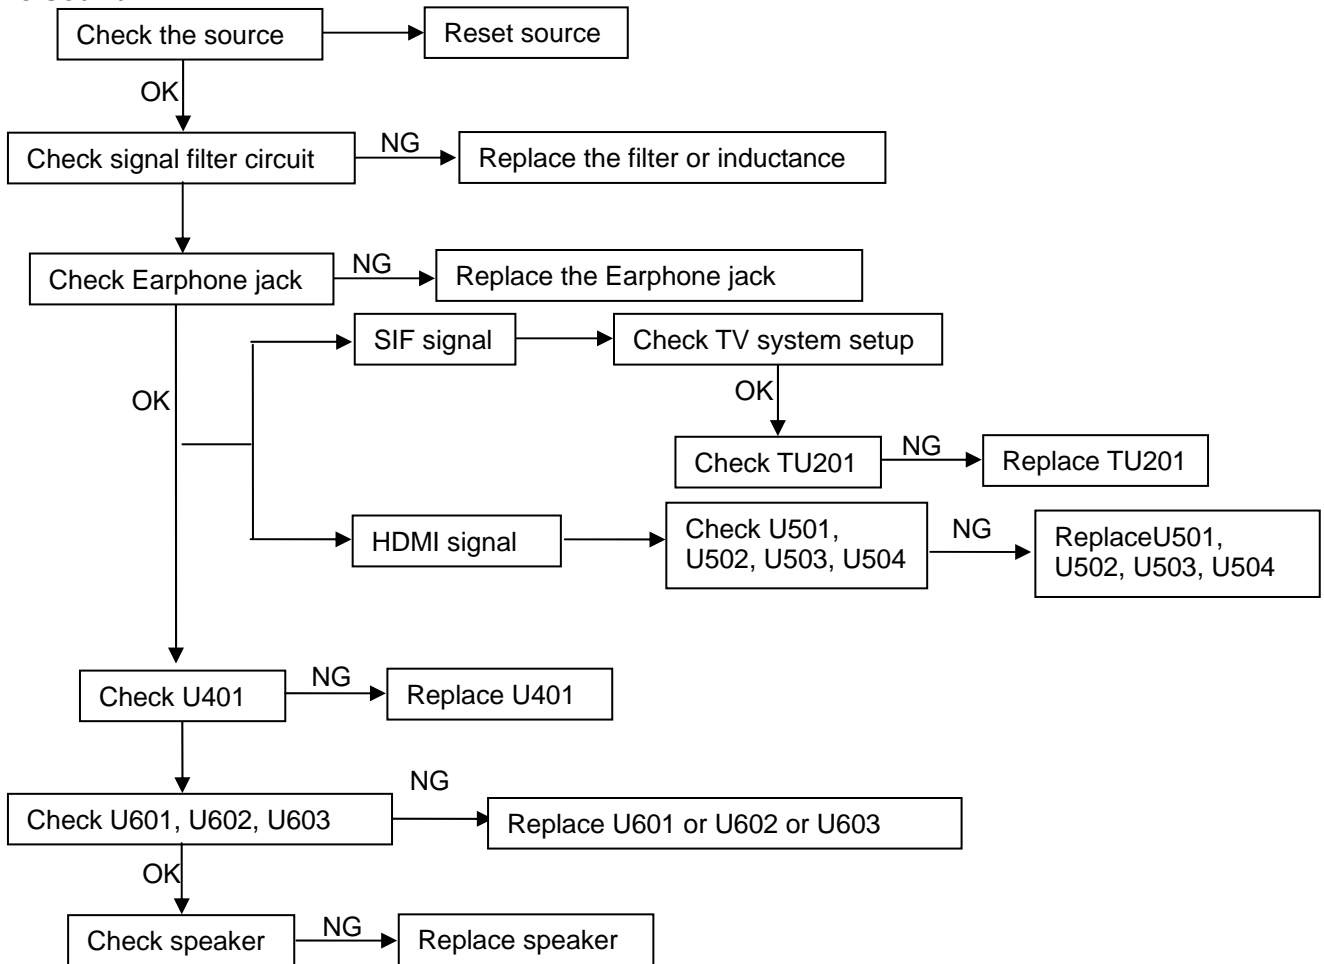 Check the source
Reset source
OK
Check signal filter circuit
NG
Replace the filter or inductance
Check Earphone jack
NG
Replace the Earphone jack
SIF signal
Check TV system setup
OK
OK
Check TU201
NG
Replace TU201
HDMI signal
Check U501,
U502, U503, U504
NG
ReplaceU501,
U502, U503, U504
Check U401
NG
Replace U401
NG
Check U601, U602, U603
Replace U601 or U602 or U603
OK
Check speaker
NG
Replace speaker